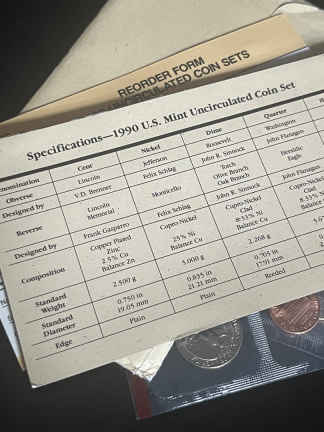 REORDER FORM
UNCIRCULATED COIN SETS
Specifications—1990 U.S. Mint Uncirculated Coin Set
Denomination Cent Nickel Dime Quarter
Obverse Lincoln Jefferson Roosevelt Washington
Designed by V.D. Brenner Felix Schlag John R. Sinnock John Flanagan
Reverse Lincoln Memorial Monticello Torch Olive Branch Oak Branch Heraldic Eagle
Designed by Frank Gasparro Felix Schlag John R. Sinnock John Flanagan
Composition Copper Plated Zinc 2.5% Cu Balance Zn Cupro-Nickel 25% Ni Balance Cu Cupro-Nickel Clad 8.33% Ni Balance Cu Cupro-Nickel Clad 8.33%
Standard Weight 2.500 g 5.000 g 2.268 g
Standard Diameter 0.750 in 19.05 mm 0.835 in 21.21 mm 0.705 in 17.91 mm
Edge Plain Plain Reeded